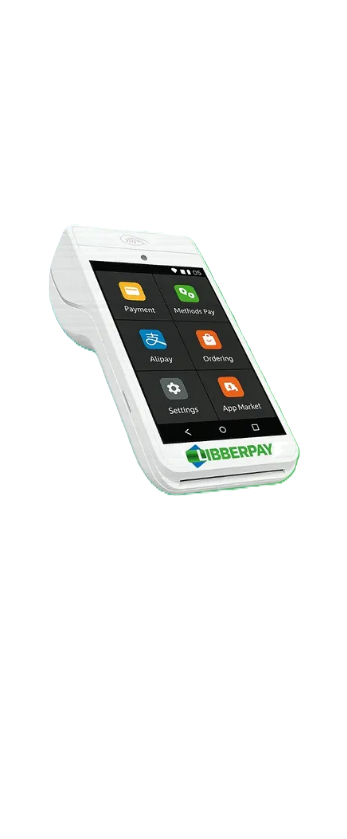 Payment
Methods Pay
Alipay
Ordering
Settings
App Market
LIBBERPAY